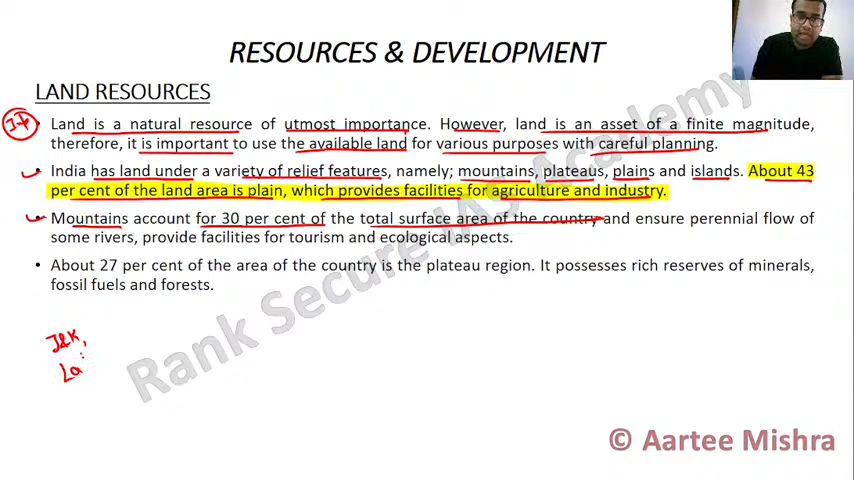 RESOURCES & DEVELOPMENT
LAND RESOURCES
• Land is a natural resource of utmost importance. However, land is an asset of a finite magnitude,
therefore, it is important to use the available land for various purposes with careful planning.
• India has land under a variety of relief features, namely; mountains, plateaus, plains and islands. About 43
per cent of the land area is plain, which provides facilities for agriculture and industry.
• Mountains account for 30 per cent of the total surface area of the country and ensure perennial flow of
some rivers, provide facilities for tourism and ecological aspects.
• About 27 per cent of the area of the country is the plateau region. It possesses rich reserves of minerals,
fossil fuels and forests.
J&K,
La
Rank Secure IAS Academy
© Aartee Mishra